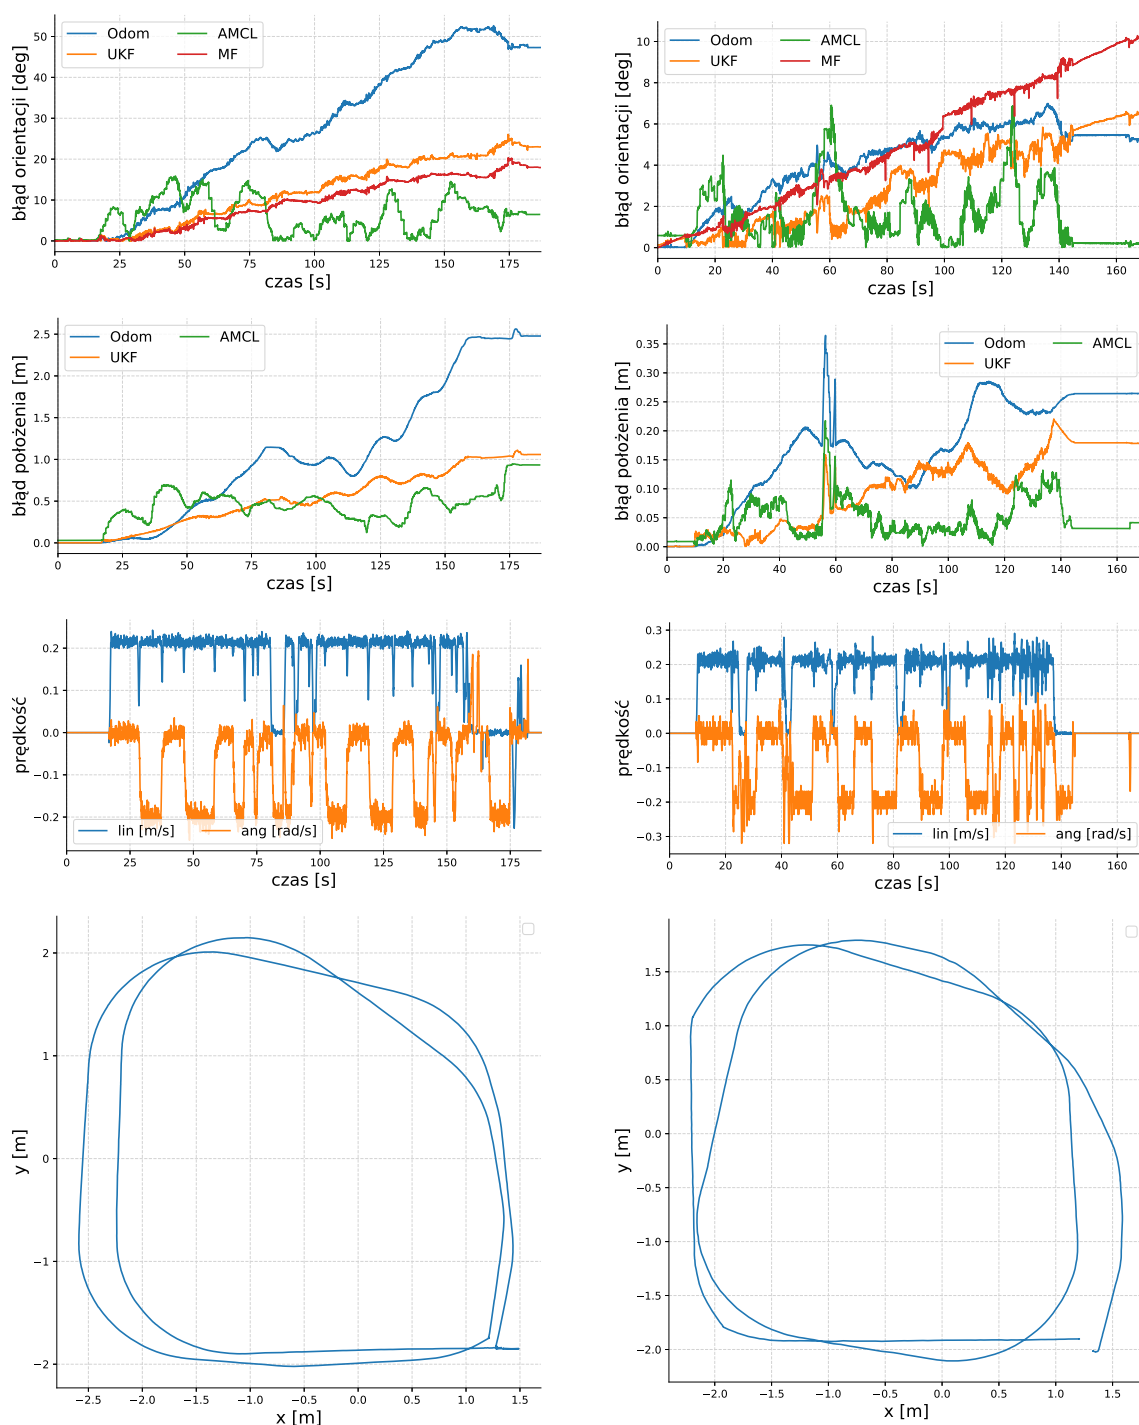 błąd orientacji [deg]
50
40
30
20
10
0
Odom AMCL
UKF MF
0 25 50 75 100 125 150 175
czas [s]
błąd orientacji [deg]
10
8
6
4
2
0
Odom AMCL
UKF MF
0 20 40 60 80 100 120 140 160
czas [s]
błąd położenia [m]
2.5
2.0
1.5
1.0
0.5
0.0
Odom AMCL
UKF
0 25 50 75 100 125 150 175
czas [s]
błąd położenia [m]
0.35
0.30
0.25
0.20
0.15
0.10
0.05
0.00
Odom AMCL
UKF
0 20 40 60 80 100 120 140 160
czas [s]
prędkość
0.2
0.1
0.0
−0.1
−0.2
lin [m/s] ang [rad/s]
0 25 50 75 100 125 150 175
czas [s]
prędkość
0.3
0.2
0.1
0.0
−0.1
−0.2
−0.3
lin [m/s] ang [rad/s]
0 20 40 60 80 100 120 140 160
czas [s]
y [m]
2
1
0
−1
−2
−2.5 −2.0 −1.5 −1.0 −0.5 0.0 0.5 1.0 1.5
x [m]
y [m]
1.5
1.0
0.5
0.0
−0.5
−1.0
−1.5
−2.0
−2.0 −1.5 −1.0 −0.5 0.0 0.5 1.0 1.5
x [m]